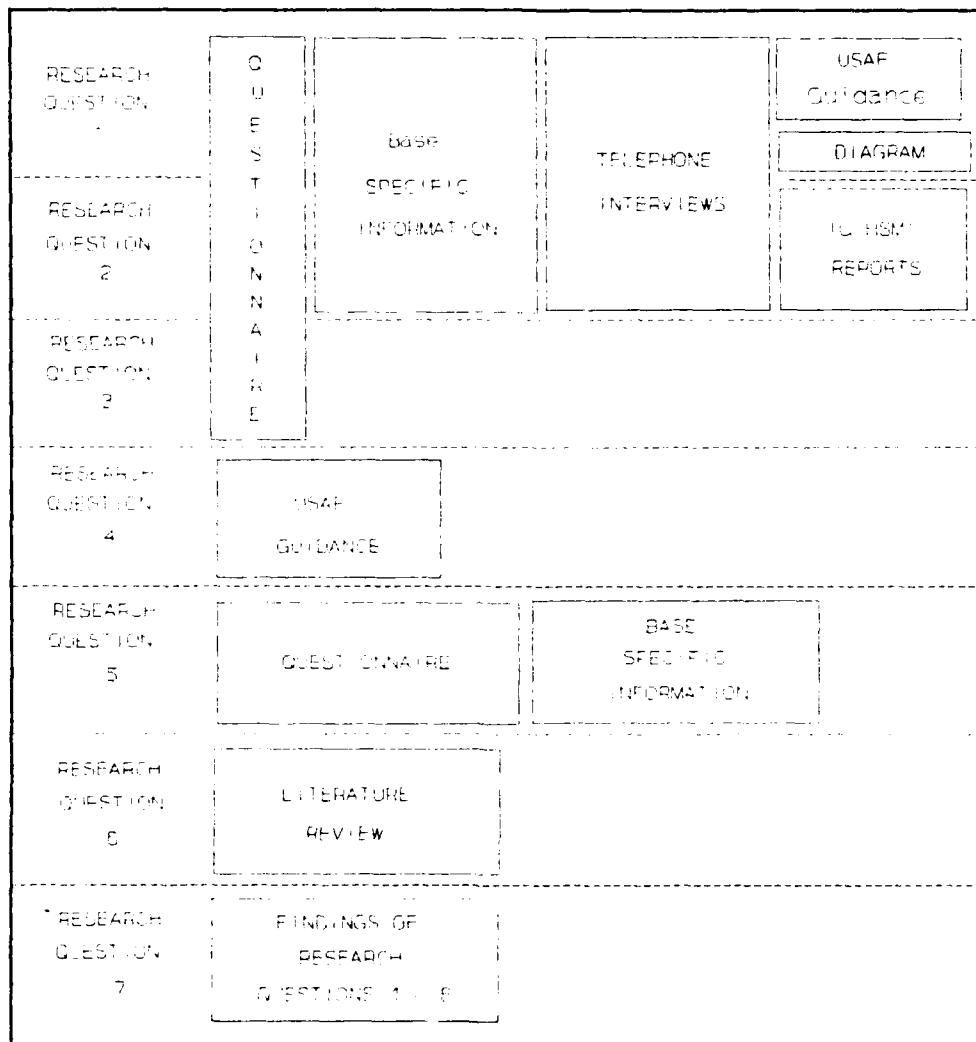 RESEARCH
QUESTION
1
QUESTIONNAIRE
Base
SPECIFIC
INFORMATION
TELEPHONE
INTERVIEWS
USAF
Guidance
DIAGRAM
RESEARCH
QUESTION
2
REPORTS
RESEARCH
QUESTION
3
RESEARCH
QUESTION
4
USAF
GUIDANCE
RESEARCH
QUESTION
5
QUESTIONNAIRE
BASE
SPECIFIC
INFORMATION
RESEARCH
QUESTION
6
LITERATURE
REVIEW
RESEARCH
QUESTION
7
FINDINGS OF
RESEARCH
QUESTIONS 1 - 6